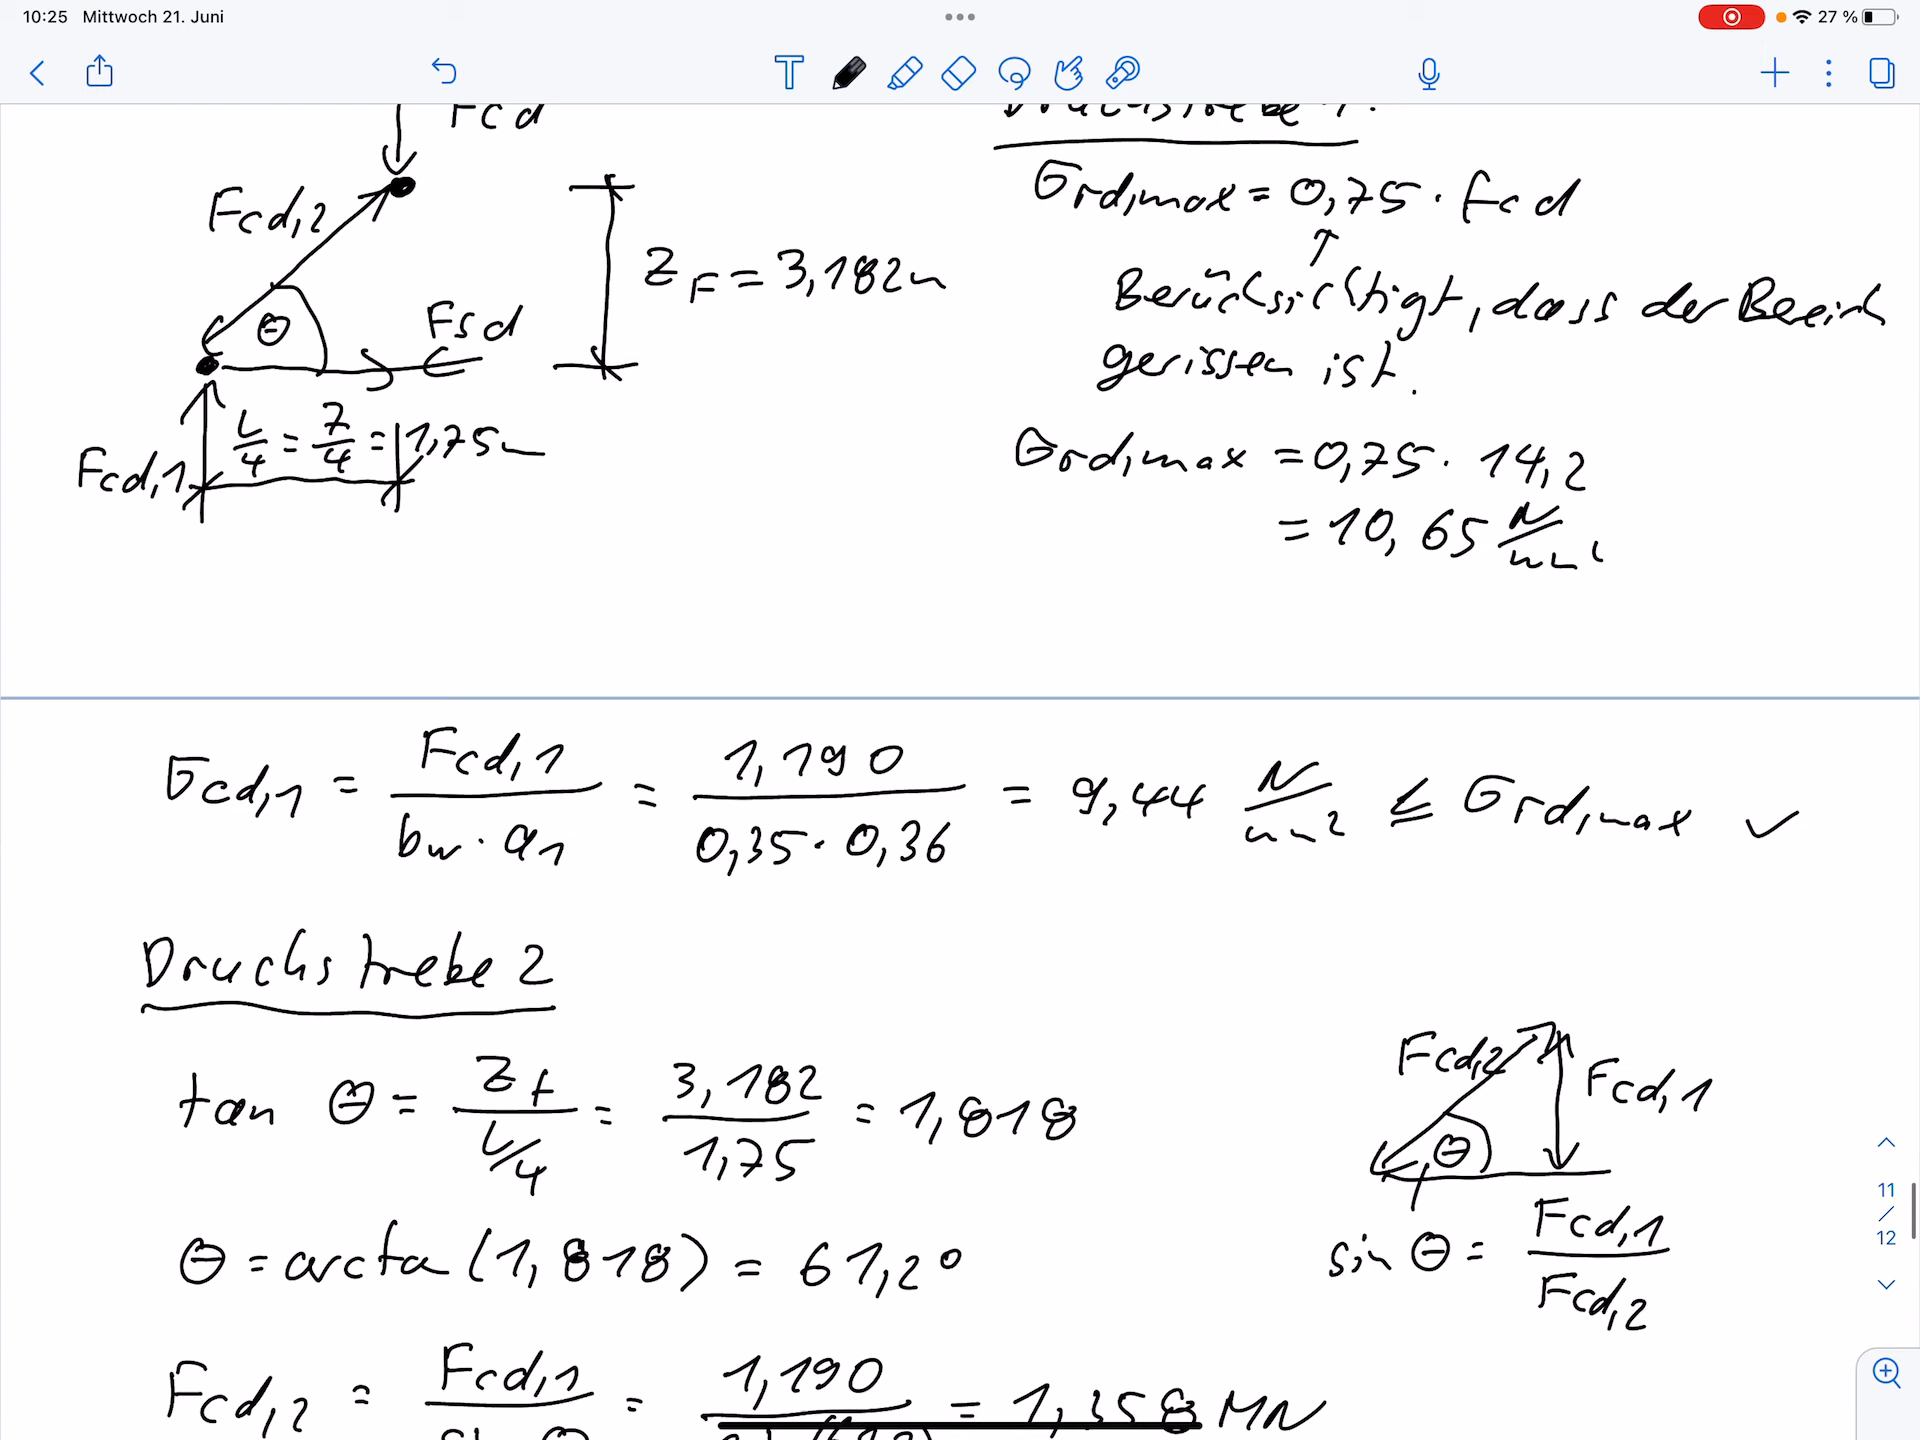 10:25 Mittwoch 21. Juni
27 %
Fcd
Fcd,2
θ
Fsd
Fcd,1
L/4 = 7/4 = 1,75m
z_F = 3,182m
Druckstrebe 1:
σrd,max = 0,75 · fcd
↑
Berücksichtigt, dass der Bereich
gerissen ist.
σrd,max = 0,75 · 14,2
= 10,65 N/mm²
σcd,1 = Fcd,1 / (bw · a1) = 1,190 / (0,35 · 0,36) = 9,44 N/mm² ≤ σrd,max ✓
Druckstrebe 2
tan θ = zf / (L/4) = 3,182 / 1,75 = 1,818
θ = arctan (1,818) = 61,2°
Fcd,2
Fcd,1
θ
sin θ = Fcd,1 / Fcd,2
Fcd,2 = Fcd,1 / sin θ = 1,190 / = 1,358 MN
11
/
12